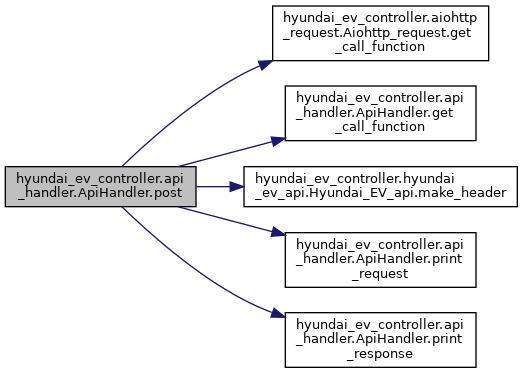 hyundai_ev_controller.aiohttp
_request.Aiohttp_request.get
_call_function
hyundai_ev_controller.api
_handler.ApiHandler.get
_call_function
hyundai_ev_controller.api
_handler.ApiHandler.post
hyundai_ev_controller.hyundai
_ev_api.Hyundai_EV_api.make_header
hyundai_ev_controller.api
_handler.ApiHandler.print
_request
hyundai_ev_controller.api
_handler.ApiHandler.print
_response